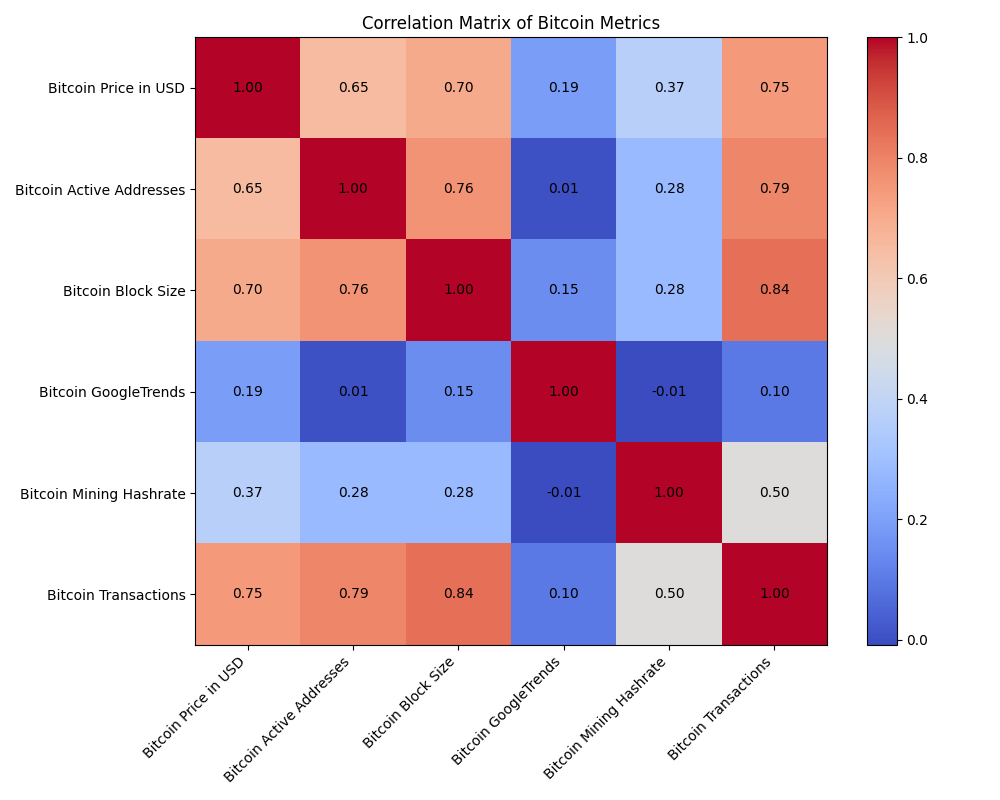 Correlation Matrix of Bitcoin Metrics
Bitcoin Price in USD 1.00 0.65 0.70 0.19 0.37 0.75
Bitcoin Active Addresses 0.65 1.00 0.76 0.01 0.28 0.79
Bitcoin Block Size 0.70 0.76 1.00 0.15 0.28 0.84
Bitcoin GoogleTrends 0.19 0.01 0.15 1.00 -0.01 0.10
Bitcoin Mining Hashrate 0.37 0.28 0.28 -0.01 1.00 0.50
Bitcoin Transactions 0.75 0.79 0.84 0.10 0.50 1.00
Bitcoin Price in USD
Bitcoin Active Addresses
Bitcoin Block Size
Bitcoin GoogleTrends
Bitcoin Mining Hashrate
Bitcoin Transactions
1.0
0.8
0.6
0.4
0.2
0.0